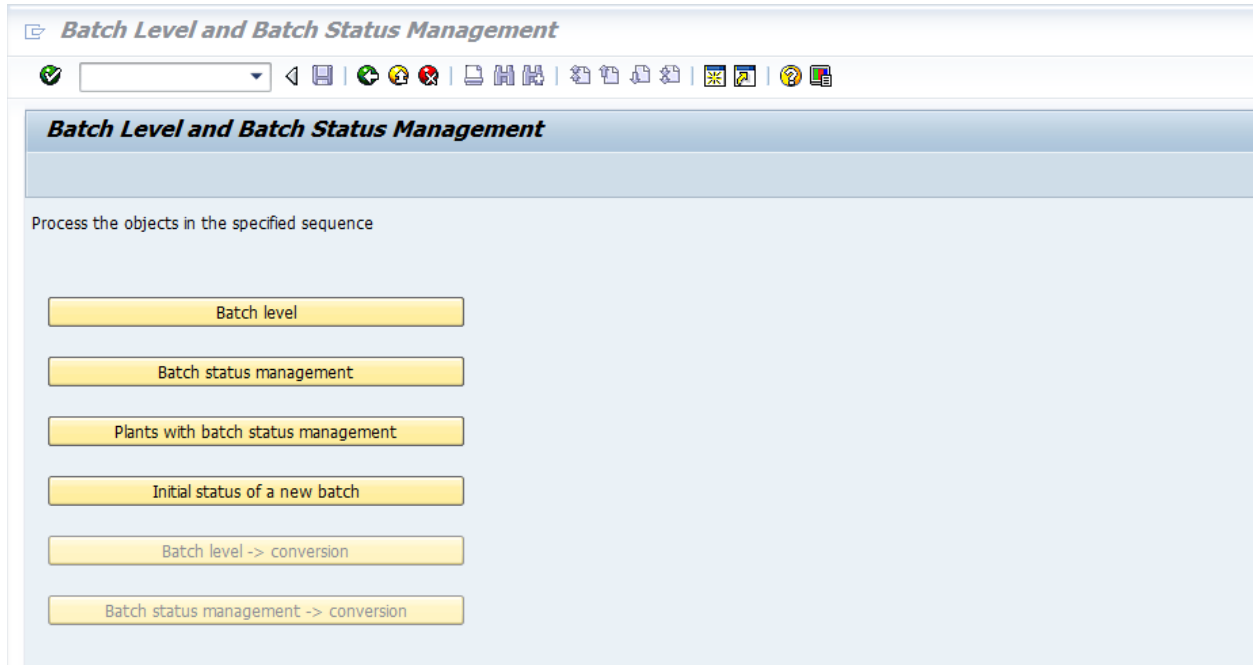 Batch Level and Batch Status Management
Batch Level and Batch Status Management
Process the objects in the specified sequence
Batch level
Batch status management
Plants with batch status management
Initial status of a new batch
Batch level -> conversion
Batch status management -> conversion